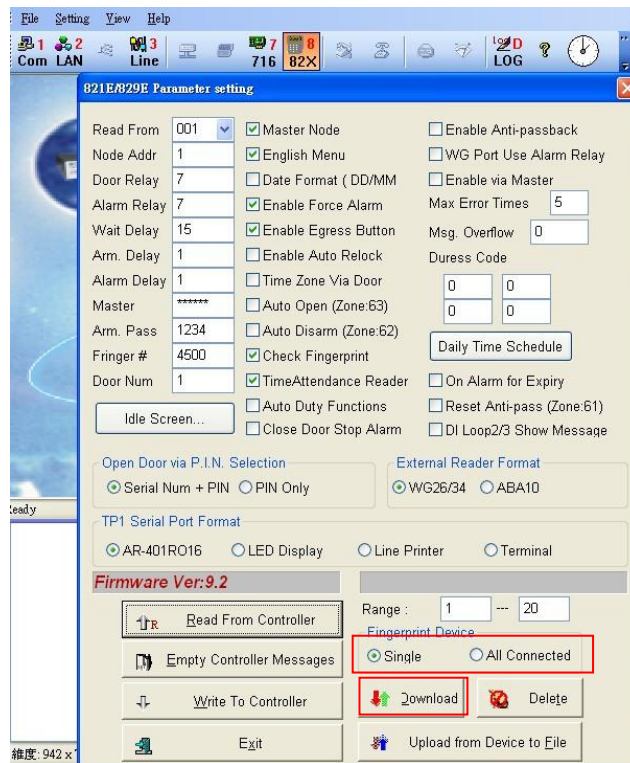 File Setting View Help
1 2 3 7 8 D
Com LAN Line 716 82X LOG ?
821E/829E Parameter setting
Read From 001 Master Node Enable Anti-passback
Node Addr 1 English Menu WG Port Use Alarm Relay
Door Relay 7 Date Format ( DD/MM Enable via Master
Alarm Relay 7 Enable Force Alarm Max Error Times 5
Wait Delay 15 Enable Egress Button Msg. Overflow 0
Arm. Delay 1 Enable Auto Relock Duress Code
Alarm Delay 1 Time Zone Via Door 0 0
Master ****** Auto Open (Zone:63) 0 0
Arm. Pass 1234 Auto Disarm (Zone:62) Daily Time Schedule
Fringer # 4500 Check Fingerprint
Door Num 1 TimeAttendance Reader On Alarm for Expiry
Idle Screen... Auto Duty Functions Reset Anti-pass (Zone:61)
Close Door Stop Alarm DI Loop2/3 Show Message
Open Door via P.I.N. Selection External Reader Format
Serial Num + PIN PIN Only WG26/34 ABA10
eady
TP1 Serial Port Format
AR-401RO16 LED Display Line Printer Terminal
Firmware Ver:9.2
Read From Controller Range : 1 --- 20
Fingerprint Device
Empty Controller Messages Single All Connected
Write To Controller Download Delete
Exit Upload from Device to File
維度: 942 x